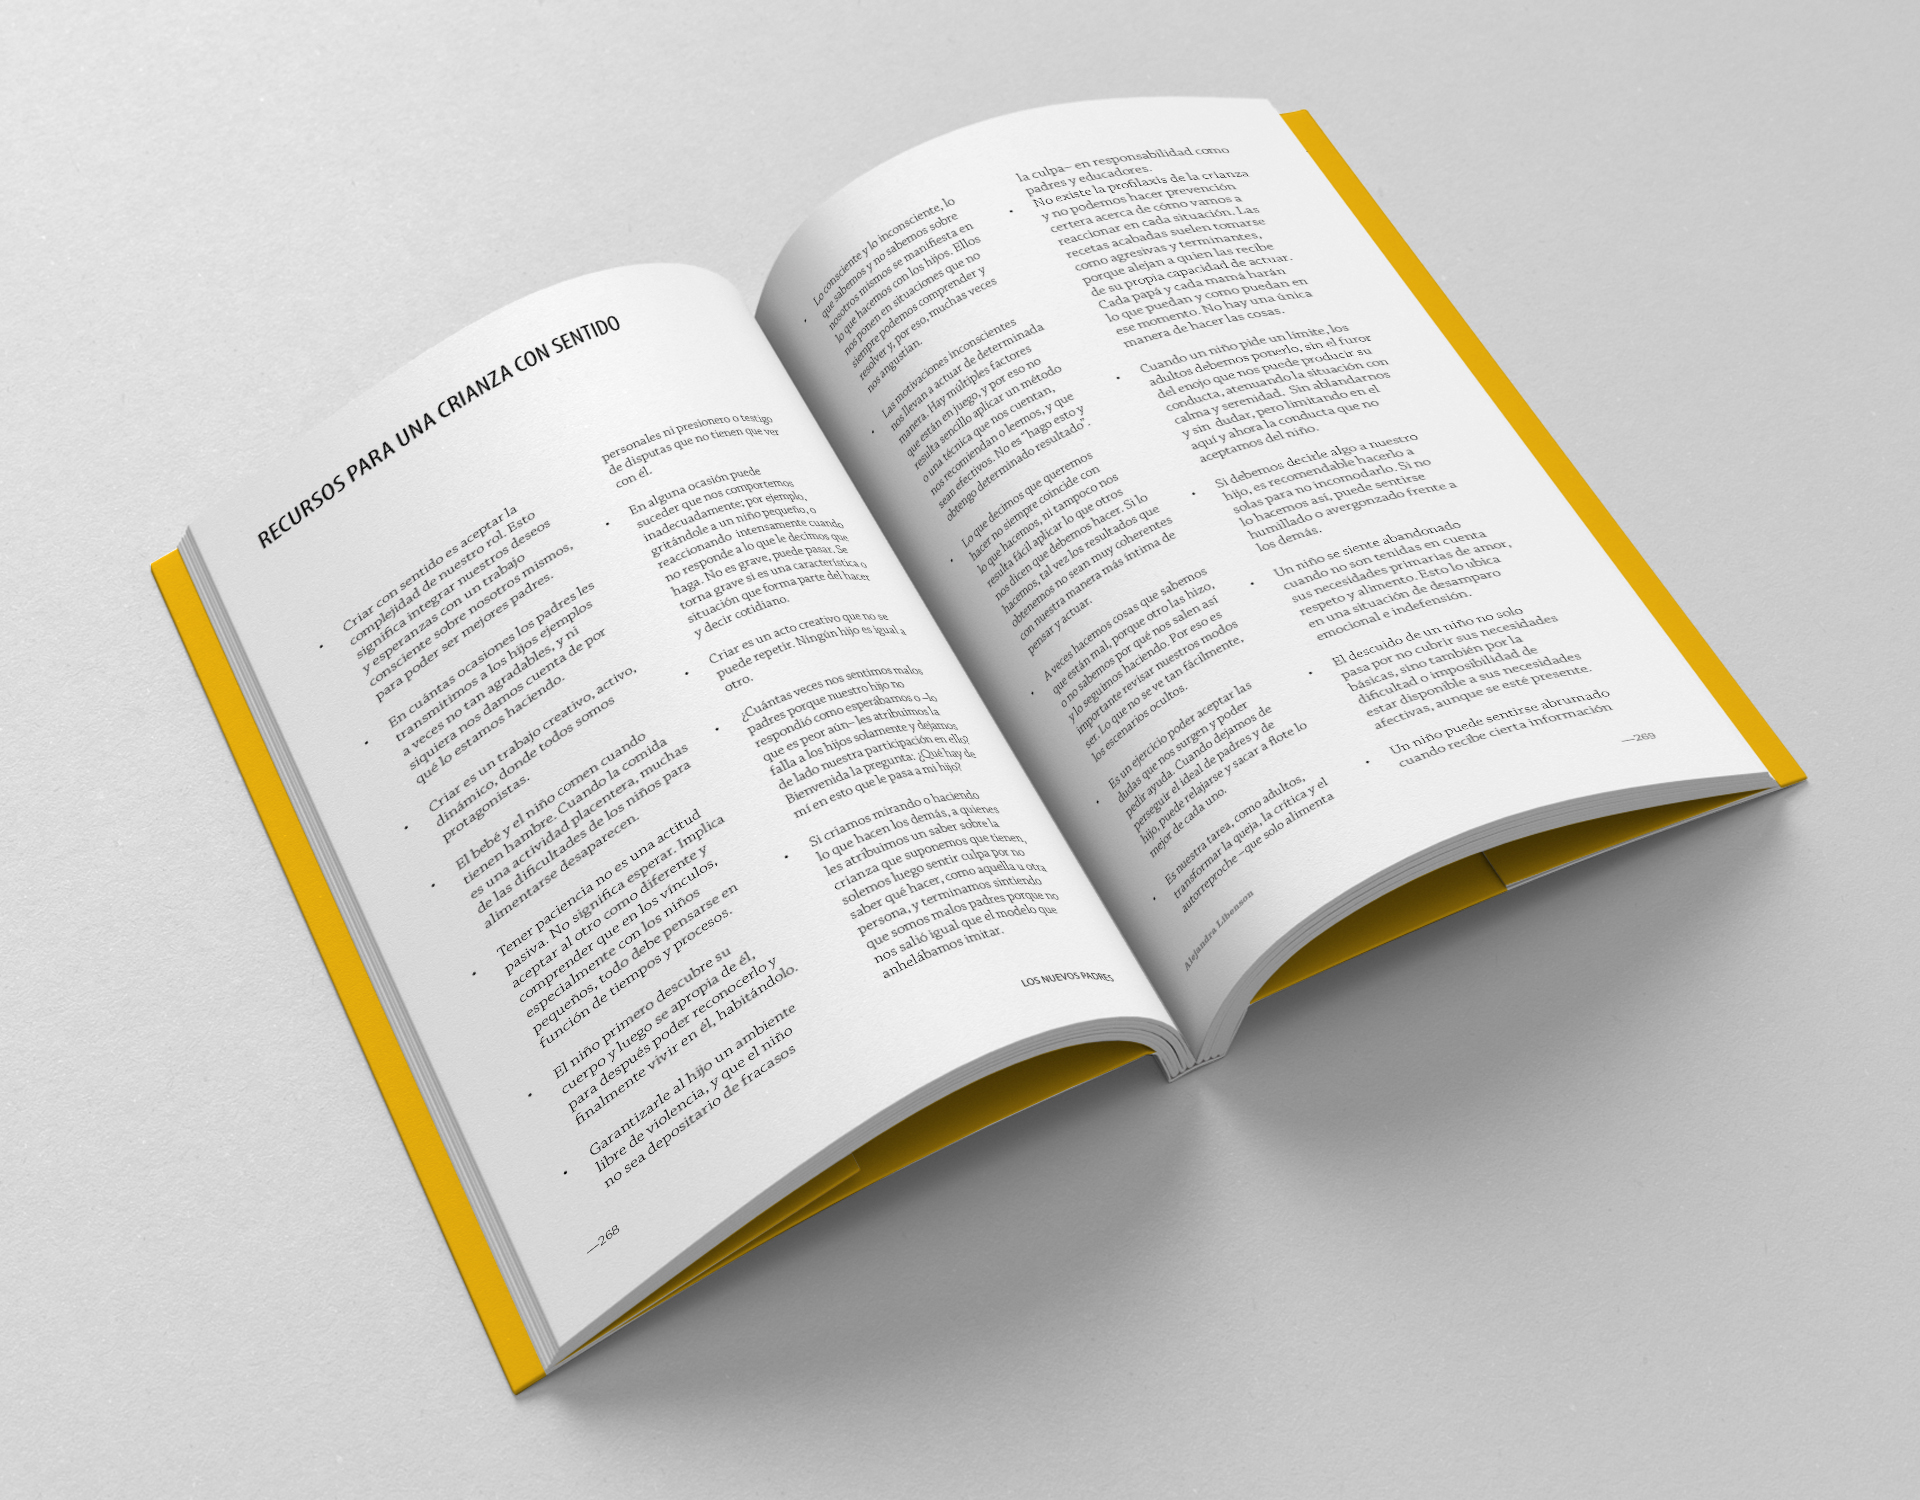 RECURSOS PARA UNA CRIANZA CON SENTIDO
• Criar con sentido es aceptar la
complejidad de nuestro rol. Esto
significa integrar nuestros deseos
y esperanzas con un trabajo
consciente sobre nosotros mismos,
para poder ser mejores padres.
• En cuántas ocasiones los padres les
transmitimos a los hijos ejemplos
a veces no tan agradables, y ni
siquiera nos damos cuenta de por
qué lo estamos haciendo.
• Criar es un trabajo creativo, activo,
dinámico, donde todos somos
protagonistas.
• El bebé y el niño comen cuando
tienen hambre. Cuando la comida
es una actividad placentera, muchas
de las dificultades de los niños para
alimentarse desaparecen.
• Tener paciencia no es una actitud
pasiva. No significa esperar. Implica
aceptar al otro como diferente y
comprender que en los vínculos,
especialmente con los niños
pequeños, todo debe pensarse en
función de tiempos y procesos.
• El niño primero descubre su
cuerpo y luego se apropia de él,
para después poder reconocerlo y
finalmente vivir en él, habitándolo.
• Garantizarle al hijo un ambiente
libre de violencia, y que el niño
no sea depositario de fracasos
personales ni presionero o testigo
de disputas que no tienen que ver
con él.
• En alguna ocasión puede
suceder que nos comportemos
inadecuadamente; por ejemplo,
gritándole a un niño pequeño, o
reaccionando intensamente cuando
no responde a lo que le decimos que
haga. No es grave, puede pasar. Se
torna grave si es una característica o
situación que forma parte del hacer
y decir cotidiano.
• Criar es un acto creativo que no se
puede repetir. Ningún hijo es igual a
otro.
• ¿Cuántas veces nos sentimos malos
padres porque nuestro hijo no
respondió como esperábamos o –lo
que es peor aún– les atribuimos la
falla a los hijos solamente y dejamos
de lado nuestra participación en ello?
Bienvenida la pregunta: ¿Qué hay de
mí en esto que le pasa a mi hijo?
• Si criamos mirando o haciendo
lo que hacen los demás, a quienes
les atribuimos un saber sobre la
crianza que suponemos que tienen,
solemos luego sentir culpa por no
saber qué hacer, como aquella u otra
persona, y terminamos sintiendo
que somos malos padres porque no
nos salió igual que el modelo que
anhelábamos imitar.
—268
LOS NUEVOS PADRES
• Lo consciente y lo inconsciente, lo
que sabemos y no sabemos sobre
nosotros mismos se manifiesta en
lo que hacemos con los hijos. Ellos
nos ponen en situaciones que no
siempre podemos comprender y
resolver y, por eso, muchas veces
nos angustian.
• Las motivaciones inconscientes
nos llevan a actuar de determinada
manera. Hay múltiples factores
que están en juego, y por eso no
resulta sencillo aplicar un método
o una técnica que nos cuentan,
nos recomiendan o leemos, y que
sean efectivos. No es “hago esto y
obtengo determinado resultado”.
• Lo que decimos que queremos
hacer no siempre coincide con
lo que hacemos, ni tampoco nos
resulta fácil aplicar lo que otros
nos dicen que debemos hacer. Si lo
hacemos, tal vez los resultados que
obtenemos no sean muy coherentes
con nuestra manera más íntima de
pensar y actuar.
• A veces hacemos cosas que sabemos
que están mal, porque otro las hizo,
o no sabemos por qué nos salen así
y lo seguimos haciendo. Por eso es
importante revisar nuestros modos
ser. Lo que no se ve tan fácilmente,
los escenarios ocultos.
• Es un ejercicio poder aceptar las
dudas que nos surgen y poder
pedir ayuda. Cuando dejamos de
perseguir el ideal de padres y de
hijo, puede relajarse y sacar a flote lo
mejor de cada uno.
• Es nuestra tarea, como adultos,
transformar la queja, la crítica y el
autorreproche –que solo alimenta
la culpa– en responsabilidad como
padres y educadores.
• No existe la profilaxis de la crianza
y no podemos hacer prevención
certera acerca de cómo vamos a
reaccionar en cada situación. Las
recetas acabadas suelen tomarse
como agresivas y terminantes,
porque alejan a quien las recibe
de su propia capacidad de actuar.
Cada papá y cada mamá harán
lo que puedan y como puedan en
ese momento. No hay una única
manera de hacer las cosas.
• Cuando un niño pide un límite, los
adultos debemos ponerlo, sin el furor
del enojo que nos puede producir su
conducta, atenuando la situación con
calma y serenidad. Sin ablandarnos
y sin dudar, pero limitando en el
aquí y ahora la conducta que no
aceptamos del niño.
• Si debemos decirle algo a nuestro
hijo, es recomendable hacerlo a
solas para no incomodarlo. Si no
lo hacemos así, puede sentirse
humillado o avergonzado frente a
los demás.
• Un niño se siente abandonado
cuando no son tenidas en cuenta
sus necesidades primarias de amor,
respeto y alimento. Esto lo ubica
en una situación de desamparo
emocional e indefensión.
• El descuido de un niño no solo
pasa por no cubrir sus necesidades
básicas, sino también por la
dificultad o imposibilidad de
estar disponible a sus necesidades
afectivas, aunque se esté presente.
• Un niño puede sentirse abrumado
cuando recibe cierta información
Alejandra Libenson
—269